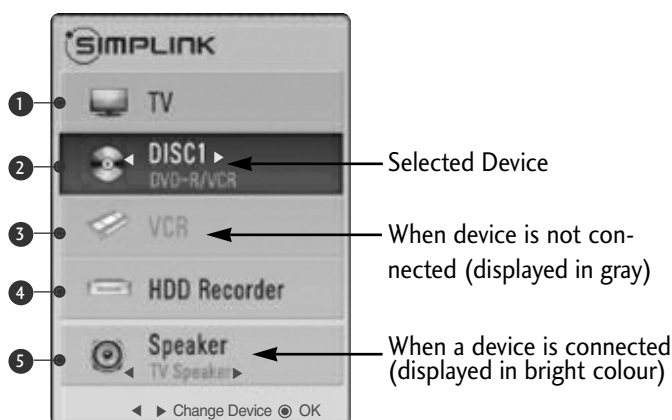 SIMPLINK
1 TV
2 DISC1
DVD-R/VCR
Selected Device
3 VCR
When device is not con-
nected (displayed in gray)
4 HDD Recorder
5 Speaker
TV Speaker
When a device is connected
(displayed in bright colour)
◀ ▶ Change Device ◉ OK